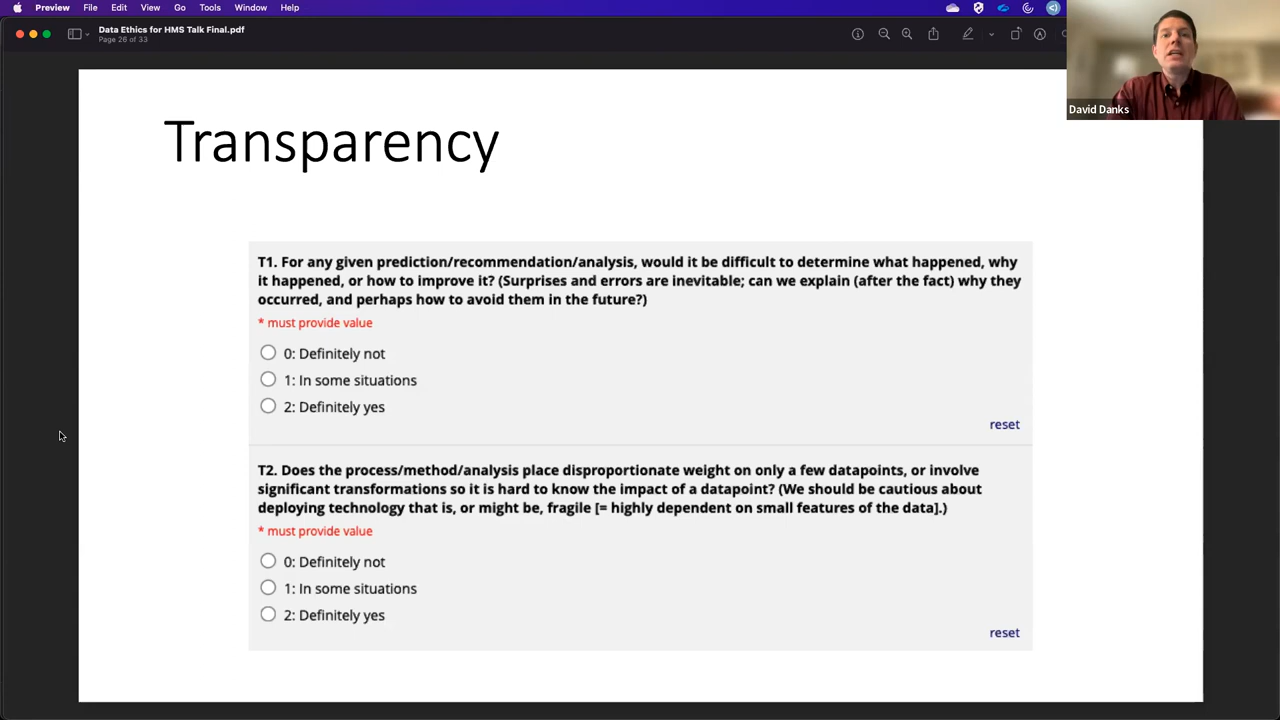 Preview File Edit View Go Tools Window Help
Data Ethics for HMS Talk Final.pdf
Page 26 of 33
David Danks
Transparency
T1. For any given prediction/recommendation/analysis, would it be difficult to determine what happened, why
it happened, or how to improve it? (Surprises and errors are inevitable; can we explain (after the fact) why they
occurred, and perhaps how to avoid them in the future?)
* must provide value
0: Definitely not
1: In some situations
2: Definitely yes
reset
T2. Does the process/method/analysis place disproportionate weight on only a few datapoints, or involve
significant transformations so it is hard to know the impact of a datapoint? (We should be cautious about
deploying technology that is, or might be, fragile [= highly dependent on small features of the data].)
* must provide value
0: Definitely not
1: In some situations
2: Definitely yes
reset